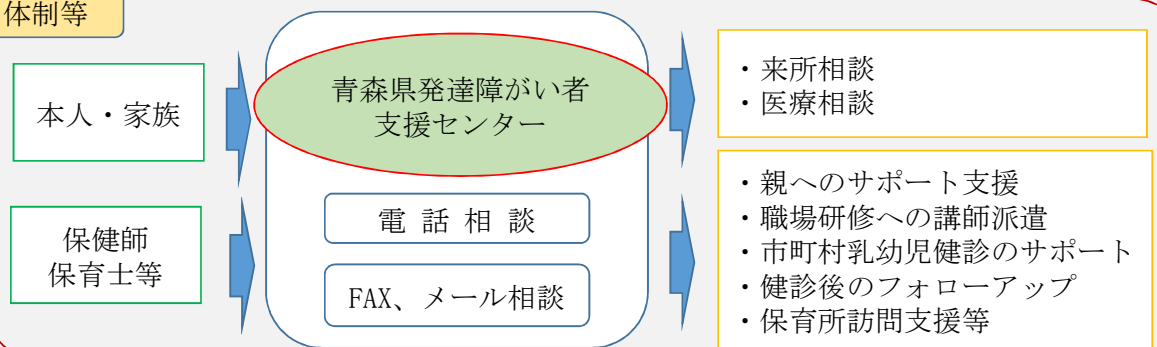 体制等
本人・家族
保健師
保育士等
青森県発達障がい者
支援センター
電 話 相 談
FAX、メール相談
・来所相談
・医療相談
・親へのサポート支援
・職場研修への講師派遣
・市町村乳幼児健診のサポート
・健診後のフォローアップ
・保育所訪問支援等